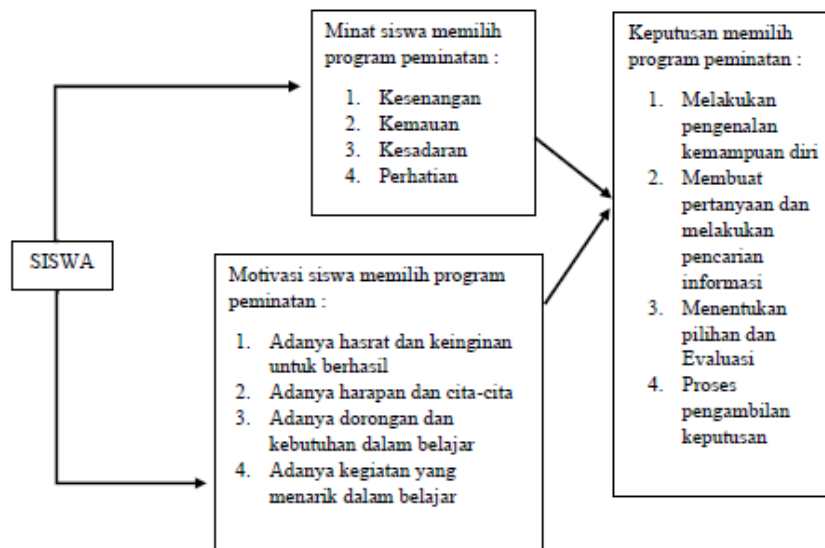 Minat siswa memilih
program peminatan :
1. Kesenangan
2. Kemauan
3. Kesadaran
4. Perhatian
Keputusan memilih
program peminatan :
1. Melakukan
pengenalan
kemampuan diri
2. Membuat
pertanyaan dan
melakukan
pencarian
informasi
3. Menentukan
pilihan dan
Evaluasi
4. Proses
pengambilan
keputusan
SISWA
Motivasi siswa memilih program
peminatan :
1. Adanya hasrat dan keinginan
untuk berhasil
2. Adanya harapan dan cita-cita
3. Adanya dorongan dan
kebutuhan dalam belajar
4. Adanya kegiatan yang
menarik dalam belajar